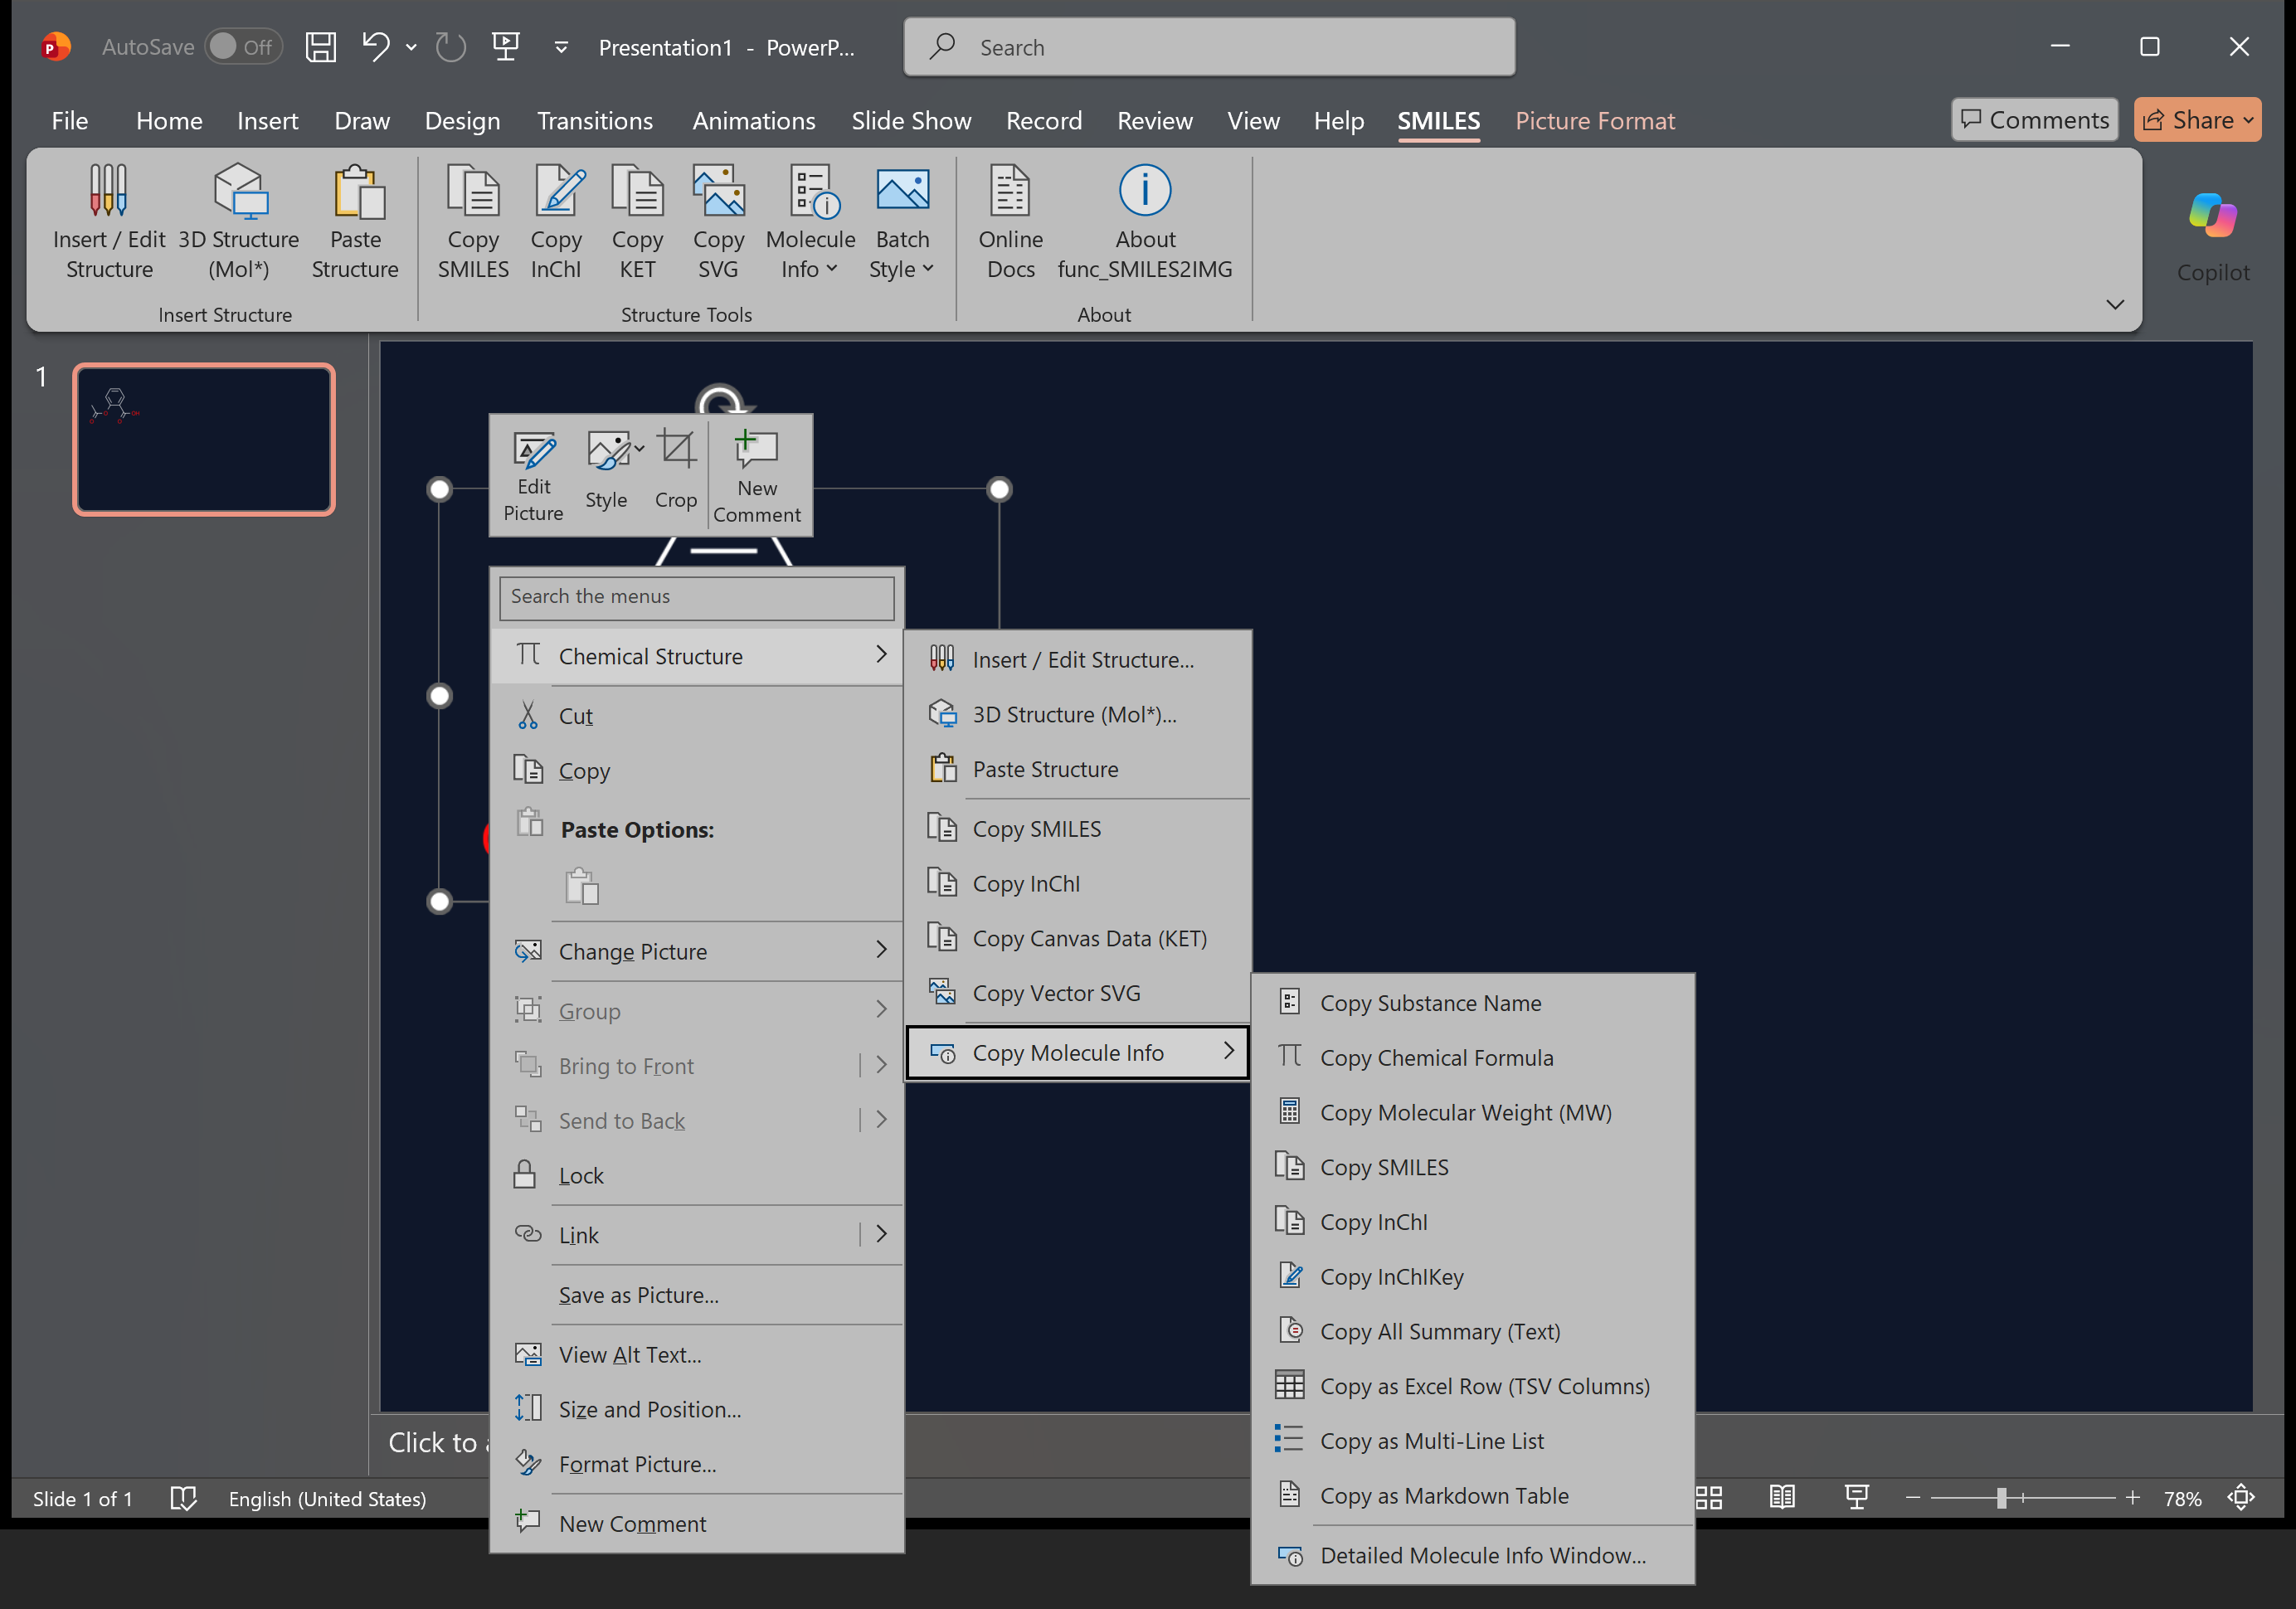 AutoSave Off Presentation1 - PowerP... Search
File Home Insert Draw Design Transitions Animations Slide Show Record Review View Help SMILES Picture Format Comments Share
Insert / Edit Structure
3D Structure (Mol*)
Paste Structure
Insert Structure
Copy SMILES
Copy InChI
Copy KET
Copy SVG
Molecule Info
Batch Style
Structure Tools
Online Docs
About func_SMILES2IMG
About
Copilot
1
Edit Picture
Style
Crop
New Comment
Search the menus
Chemical Structure
Cut
Copy
Paste Options:
Change Picture
Group
Bring to Front
Send to Back
Lock
Link
Save as Picture...
View Alt Text...
Size and Position...
Format Picture...
New Comment
Insert / Edit Structure...
3D Structure (Mol*)...
Paste Structure
Copy SMILES
Copy InChI
Copy Canvas Data (KET)
Copy Vector SVG
Copy Molecule Info
Copy Substance Name
Copy Chemical Formula
Copy Molecular Weight (MW)
Copy SMILES
Copy InChI
Copy InChIKey
Copy All Summary (Text)
Copy as Excel Row (TSV Columns)
Copy as Multi-Line List
Copy as Markdown Table
Detailed Molecule Info Window...
Click to
Slide 1 of 1 English (United States) 78%